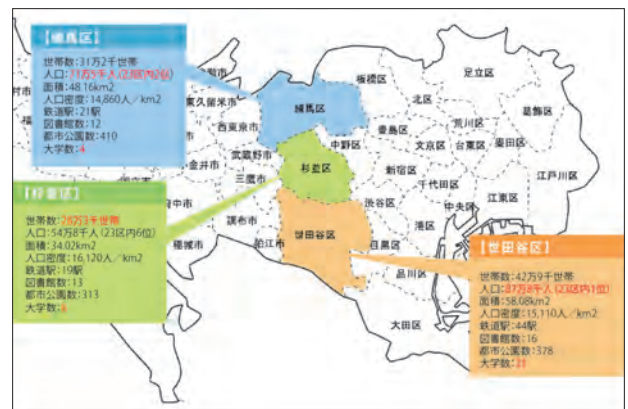 【練馬区】
世帯数:31万2千世帯
人口:71万5千人(23区内2位)
面積:48.16km2
人口密度:14,860人／km2
鉄道駅:21駅
図書館数:12
都市公園数:410
大学数:4
世帯数:28万3千世帯
人口:54万8千人(23区内6位)
面積:34.02km2
人口密度:16,120人／km2
鉄道駅:19駅
図書館数:13
都市公園数:313
大学数:
【世田谷区】
世帯数:42万9千世帯
人口:87万8千人(23区内1位)
面積:58.08km2
人口密度:15,110人／km2
鉄道駅:44駅
図書館数:16
都市公園数:378
大学数:21
足立区
板橋区
練馬区
北区
葛飾区
東久留米市
荒川区
西東京市
豊島区
文京区
台東区
墨田区
中野区
武蔵野市
杉並区
新宿区
江戸川区
小金井市
三鷹市
千代田区
渋谷区
中央区
江東区
府中市
調布市
世田谷区
港区
稲城市
狛江市
目黒区
品川区
大田区